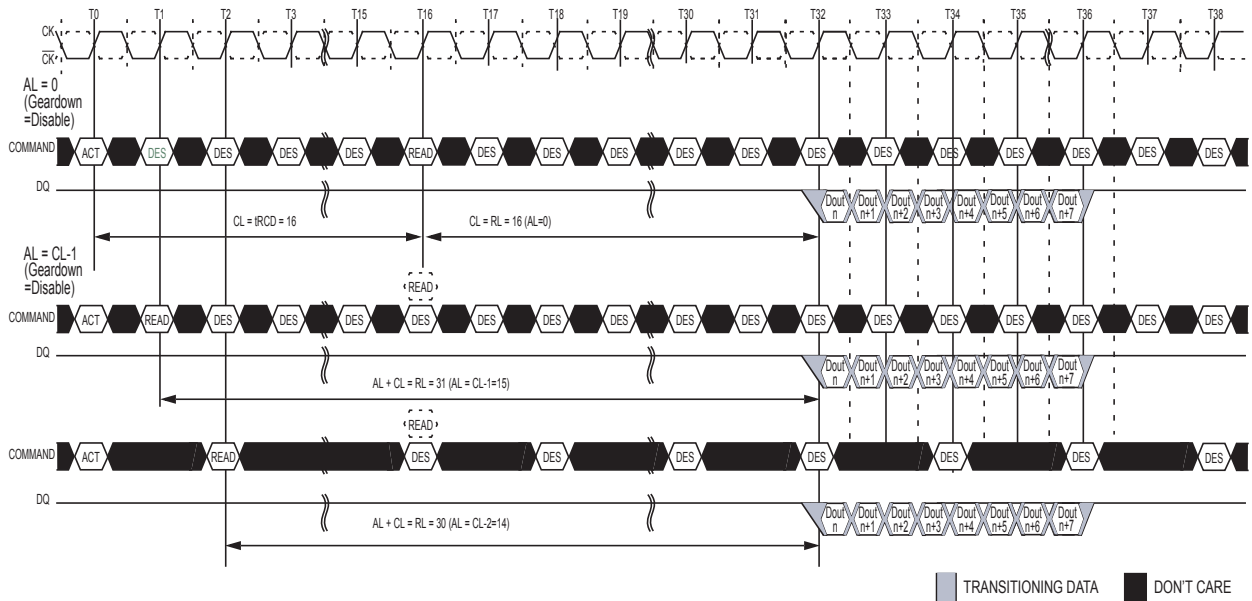 T0 T1 T2 T3 T15 T16 T17 T18 T19 T30 T31 T32 T33 T34 T35 T36 T37 T38
CK
CK
AL = 0
(Geardown
=Disable)
COMMAND ACT DES DES DES DES READ DES DES DES DES DES DES DES DES DES DES DES DES
DQ
Dout n Dout n+1 Dout n+2 Dout n+3 Dout n+4 Dout n+5 Dout n+6 Dout n+7
CL = tRCD = 16 CL = RL = 16 (AL=0)
AL = CL-1
(Geardown
=Disable)
READ
COMMAND ACT READ DES DES DES DES DES DES DES DES DES DES DES DES DES DES DES DES
DQ
Dout n Dout n+1 Dout n+2 Dout n+3 Dout n+4 Dout n+5 Dout n+6 Dout n+7
AL + CL = RL = 31 (AL = CL-1=15)
READ
COMMAND ACT READ DES DES DES DES DES DES DES
DQ
Dout n Dout n+1 Dout n+2 Dout n+3 Dout n+4 Dout n+5 Dout n+6 Dout n+7
AL + CL = RL = 30 (AL = CL-2=14)
TRANSITIONING DATA DON'T CARE